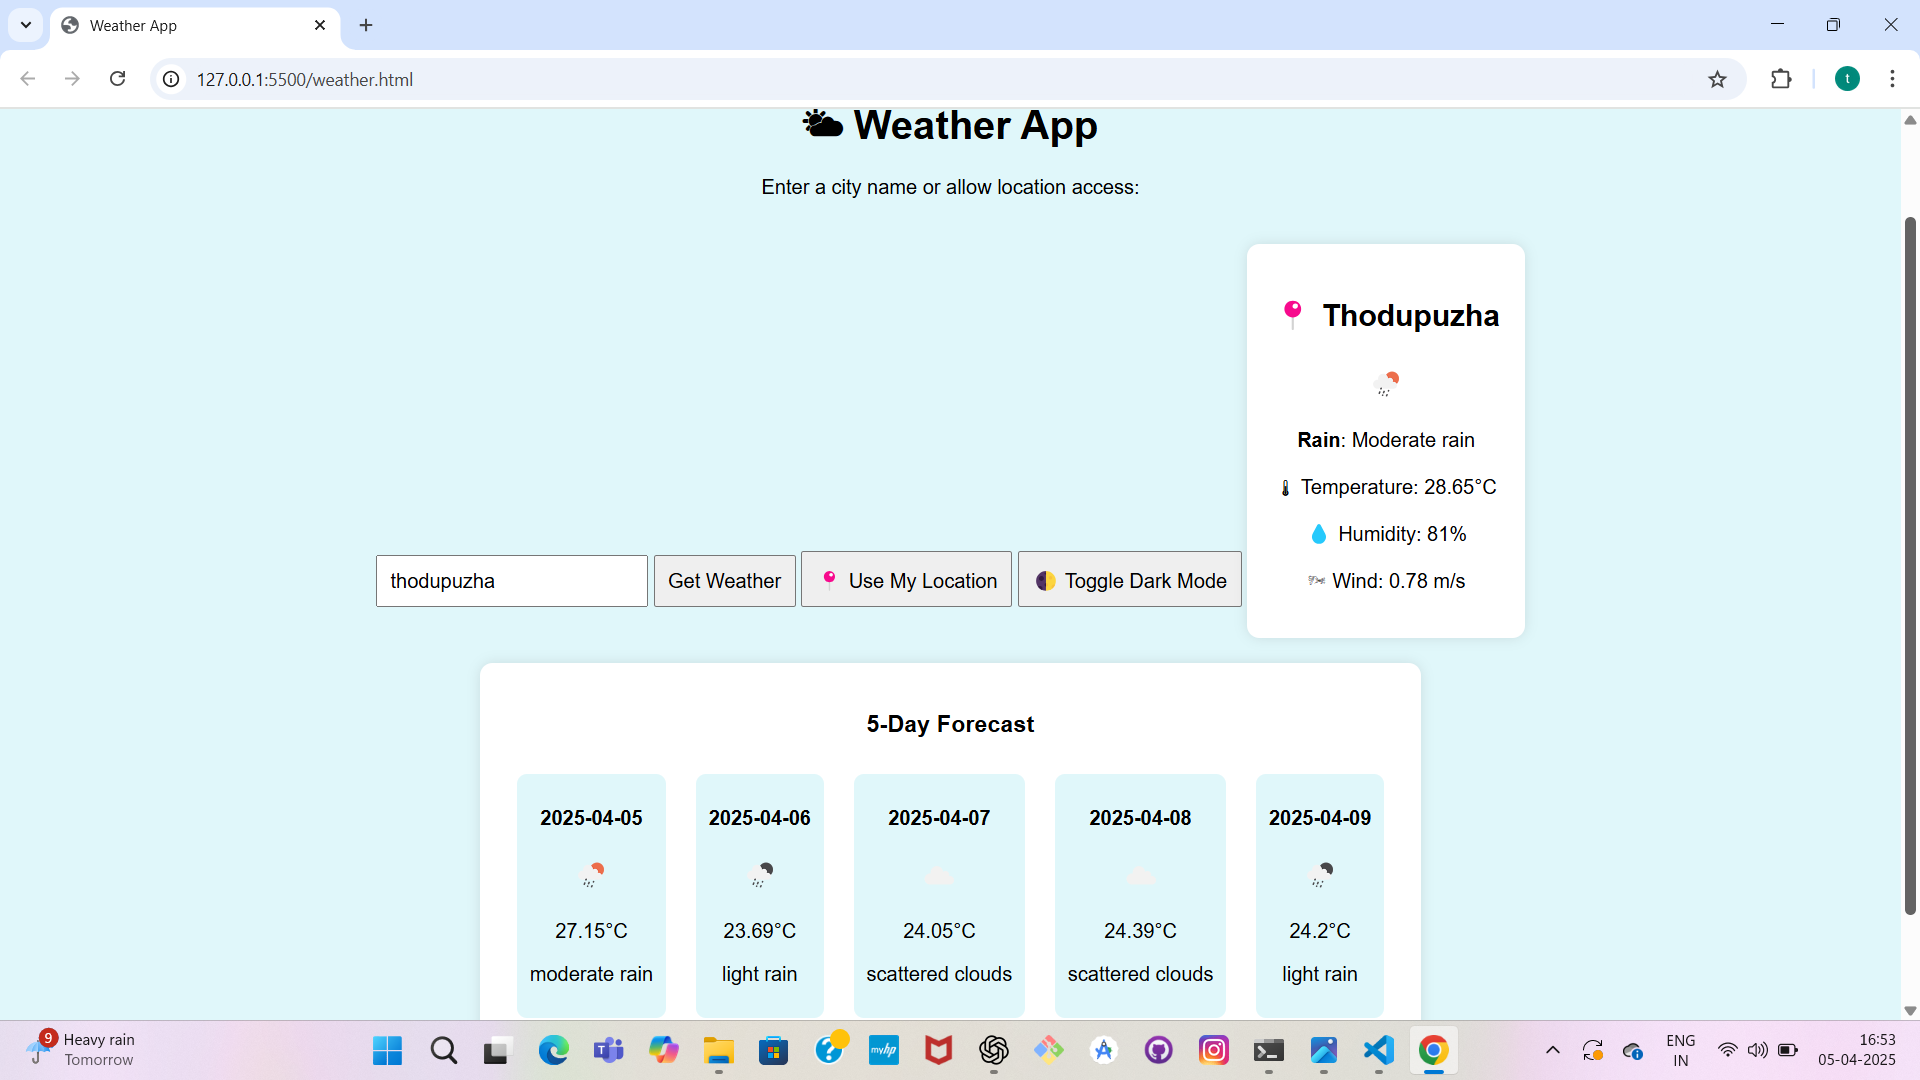 Weather App
127.0.0.1:5500/weather.html
t
Weather App
Enter a city name or allow location access:
Thodupuzha
Rain: Moderate rain
Temperature: 28.65°C
Humidity: 81%
Wind: 0.78 m/s
thodupuzha
Get Weather
Use My Location
Toggle Dark Mode
5-Day Forecast
2025-04-05
27.15°C
moderate rain
2025-04-06
23.69°C
light rain
2025-04-07
24.05°C
scattered clouds
2025-04-08
24.39°C
scattered clouds
2025-04-09
24.2°C
light rain
9
Heavy rain
Tomorrow
myhp
ENG
IN
16:53
05-04-2025